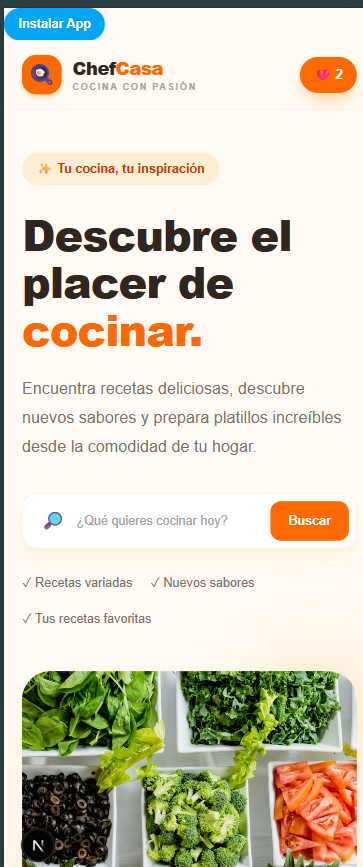 Instalar App
ChefCasa
COCINA CON PASIÓN
2
Tu cocina, tu inspiración
Descubre el
placer de
cocinar.
Encuentra recetas deliciosas, descubre
nuevos sabores y prepara platillos increíbles
desde la comodidad de tu hogar.
¿Qué quieres cocinar hoy?
Buscar
✓ Recetas variadas ✓ Nuevos sabores
✓ Tus recetas favoritas
N